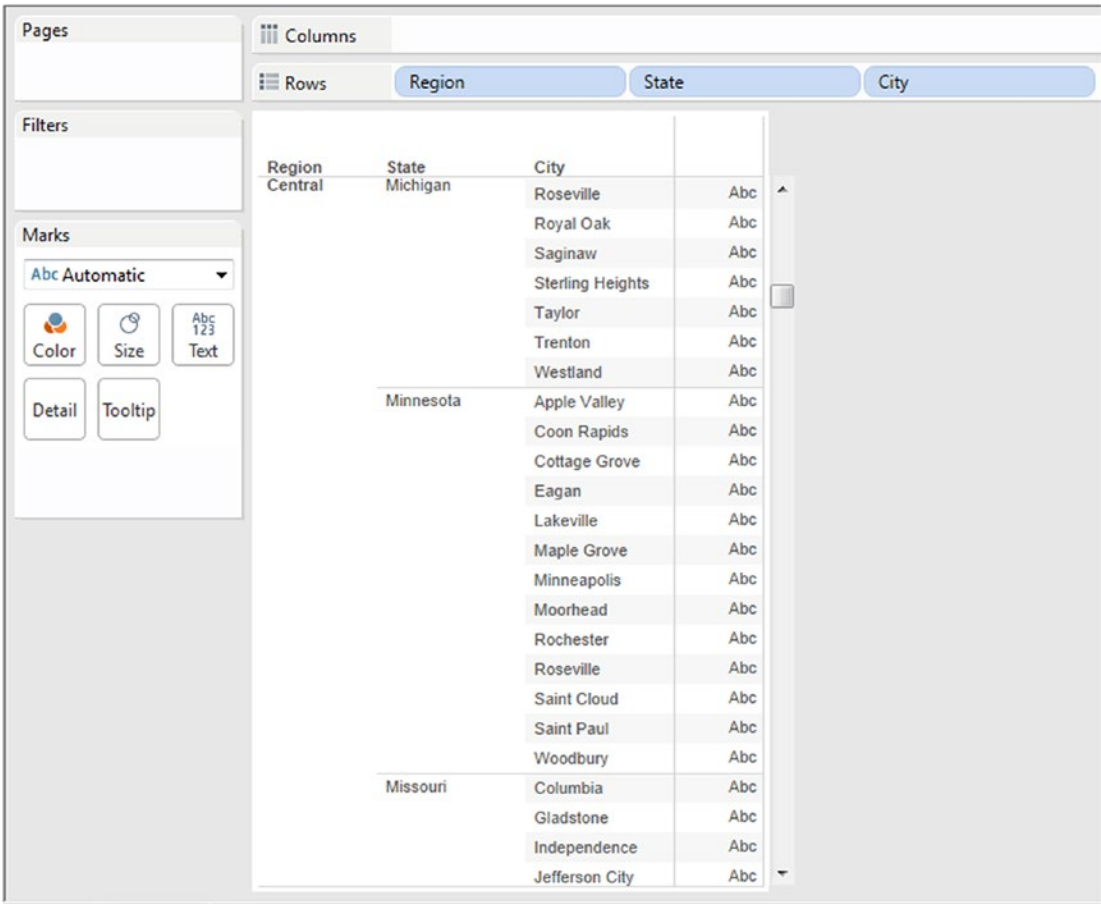 Pages
Columns
Rows Region State City
Filters
Marks
Abc Automatic
Color Size Abc 123 Text
Detail Tooltip
Region State City
Central Michigan Roseville Abc
Royal Oak Abc
Saginaw Abc
Sterling Heights Abc
Taylor Abc
Trenton Abc
Westland Abc
Minnesota Apple Valley Abc
Coon Rapids Abc
Cottage Grove Abc
Eagan Abc
Lakeville Abc
Maple Grove Abc
Minneapolis Abc
Moorhead Abc
Rochester Abc
Roseville Abc
Saint Cloud Abc
Saint Paul Abc
Woodbury Abc
Missouri Columbia Abc
Gladstone Abc
Independence Abc
Jefferson City Abc